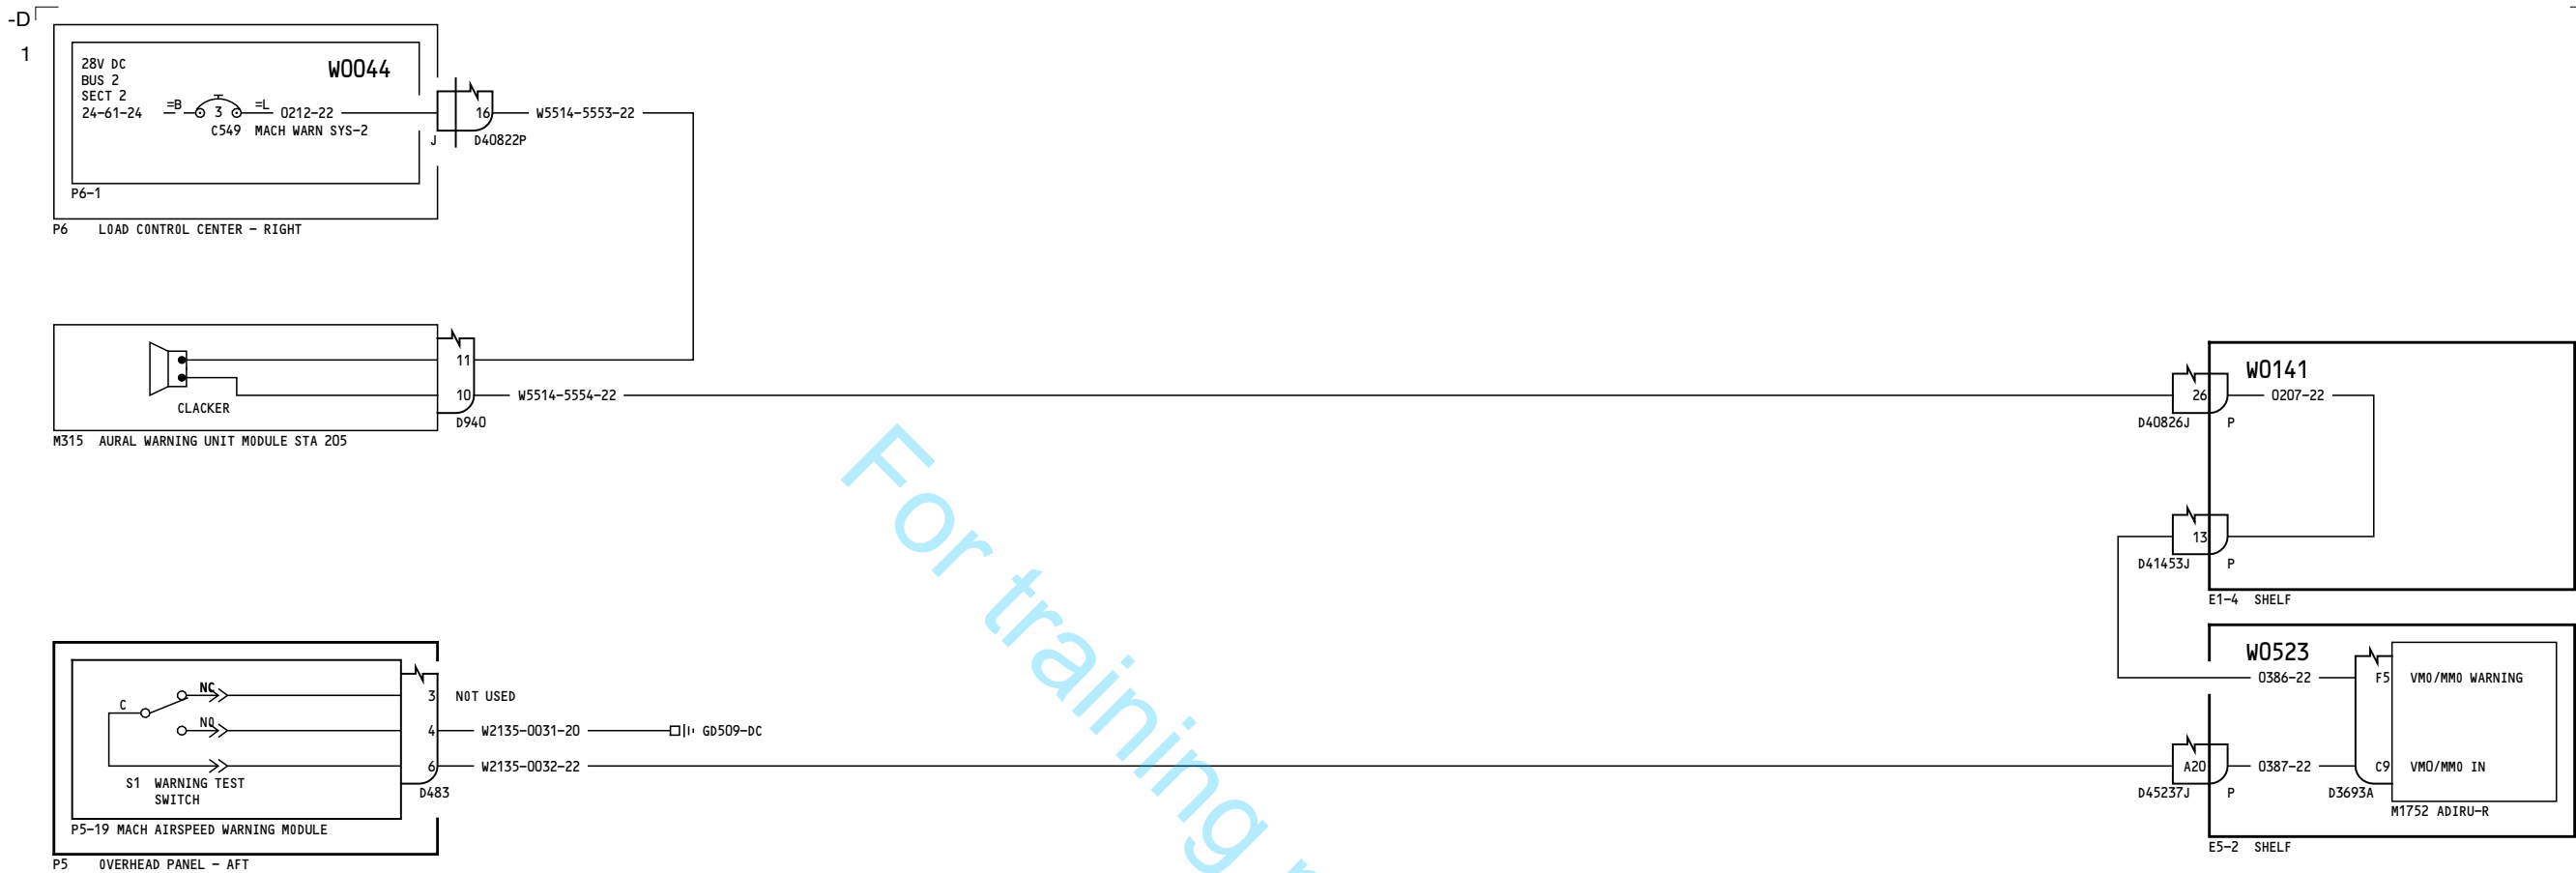 -D
1
28V DC
BUS 2
SECT 2
24-61-24
W0044
=B
3
=L
0212-22
C549 MACH WARN SYS-2
P6-1
P6 LOAD CONTROL CENTER - RIGHT
16
J
D40822P
W5514-5553-22
CLACKER
11
10
D940
W5514-5554-22
M315 AURAL WARNING UNIT MODULE STA 205
W0141
26
0207-22
D40826J
P
13
D41453J
P
E1-4 SHELF
C
NC
NO
S1 WARNING TEST
SWITCH
3
NOT USED
4
W2135-0031-20
GD509-DC
6
W2135-0032-22
D483
P5-19 MACH AIRSPEED WARNING MODULE
P5 OVERHEAD PANEL - AFT
W0523
0386-22
F5
VMO/MMO WARNING
A20
0387-22
C9
VMO/MMO IN
D45237J
P
D3693A
M1752 ADIRU-R
E5-2 SHELF
For training